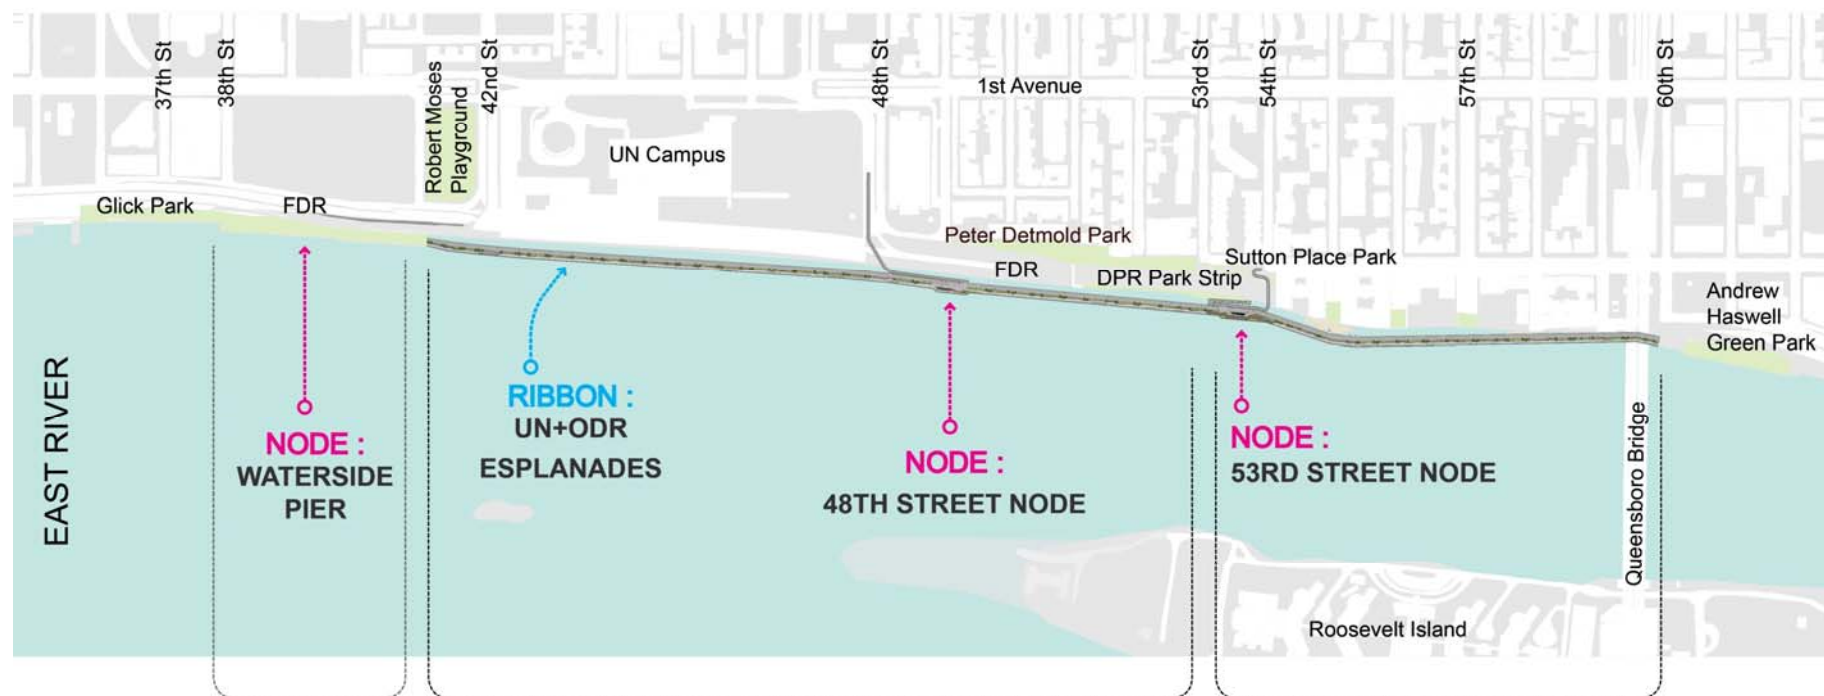 37th St
38th St
Robert Moses
Playground
42nd St
48th St
1st Avenue
53rd St
54th St
57th St
60th St
UN Campus
Glick Park
FDR
Peter Detmold Park
FDR
DPR Park Strip
Sutton Place Park
Andrew
Haswell
Green Park
EAST RIVER
NODE :
WATERSIDE
PIER
RIBBON :
UN+ODR
ESPLANADES
NODE :
48TH STREET NODE
NODE :
53RD STREET NODE
Queensboro Bridge
Roosevelt Island